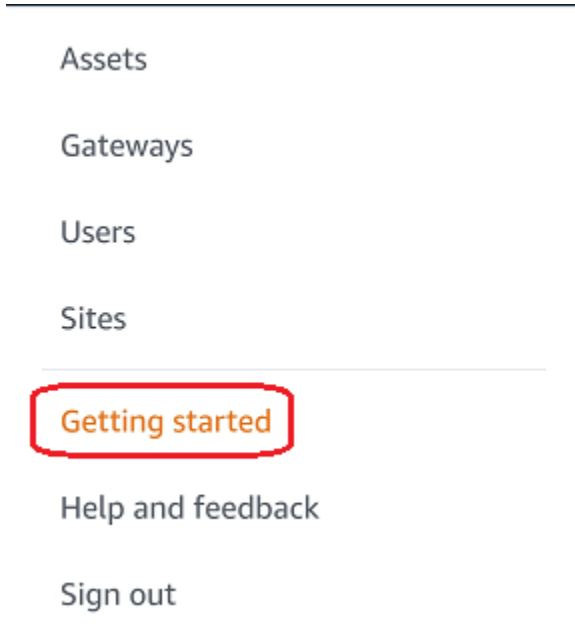 Assets
Gateways
Users
Sites
Getting started
Help and feedback
Sign out